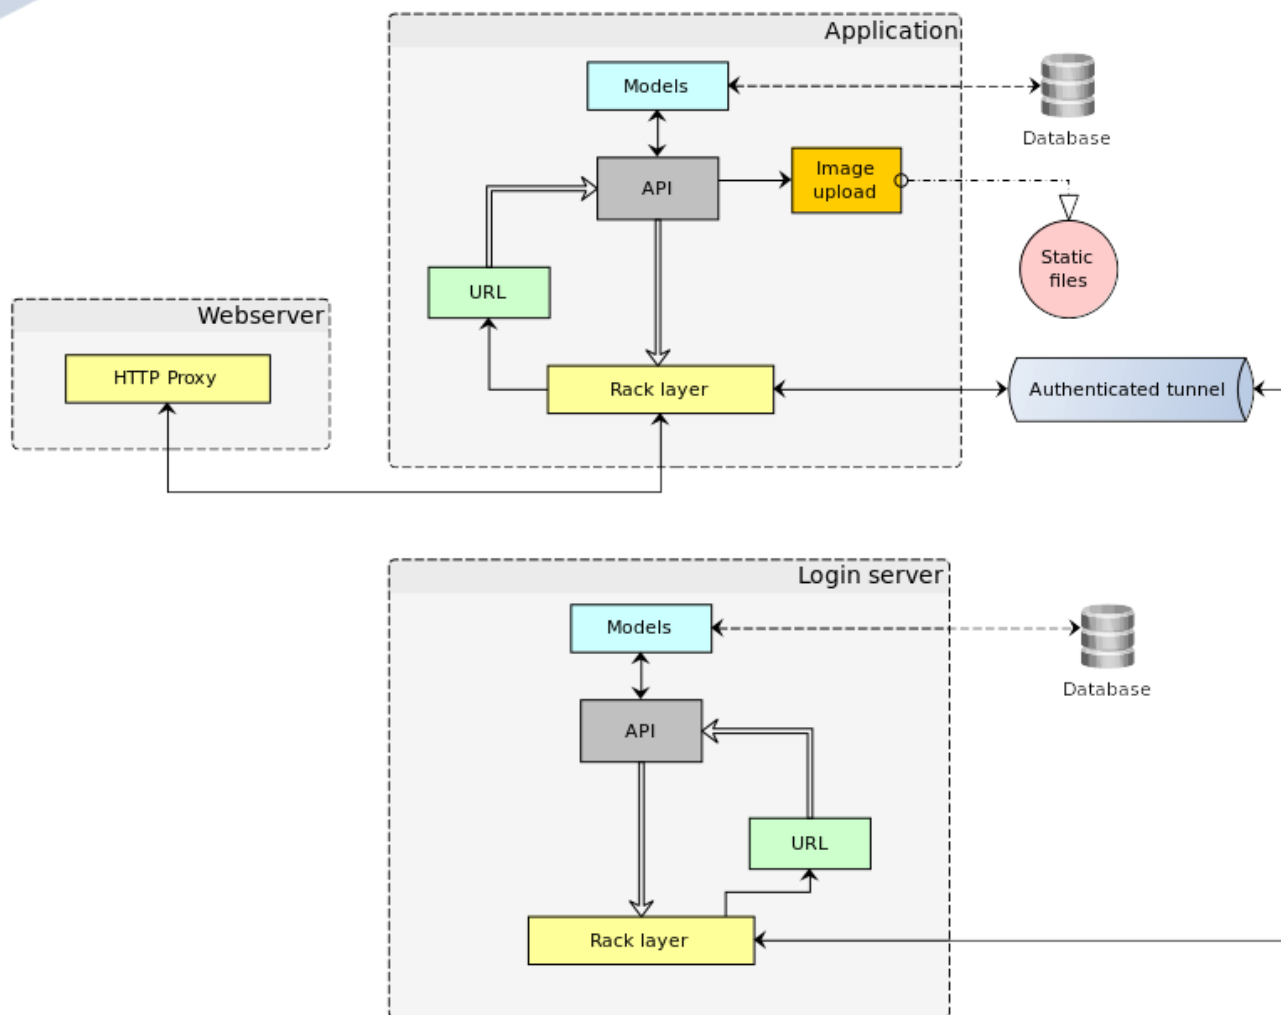 Application
Models
Database
Image
upload
API
Static
files
URL
Webserver
HTTP Proxy
Rack layer
Authenticated tunnel
Login server
Models
Database
API
URL
Rack layer